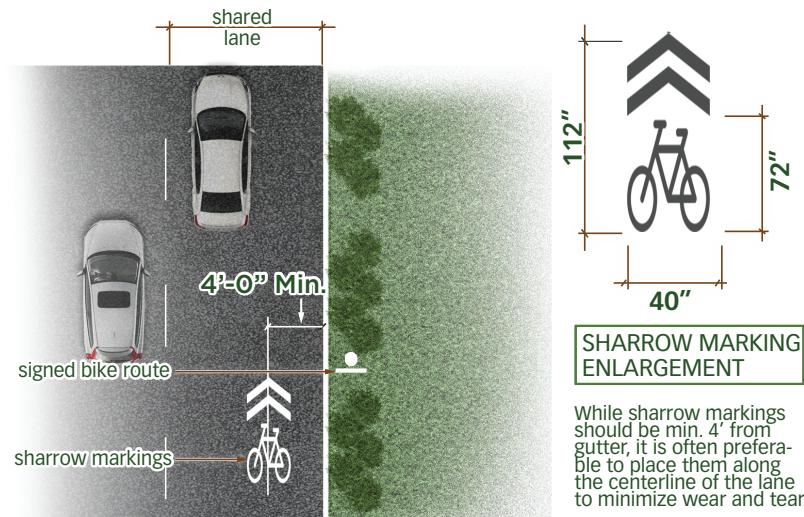 shared
lane
112”
72”
40”
4’-0” Min.
signed bike route
sharrow markings
SHARROW MARKING
ENLARGEMENT
While sharrow markings
should be min. 4’ from
gutter, it is often prefera-
ble to place them along
the centerline of the lane
to minimize wear and tear